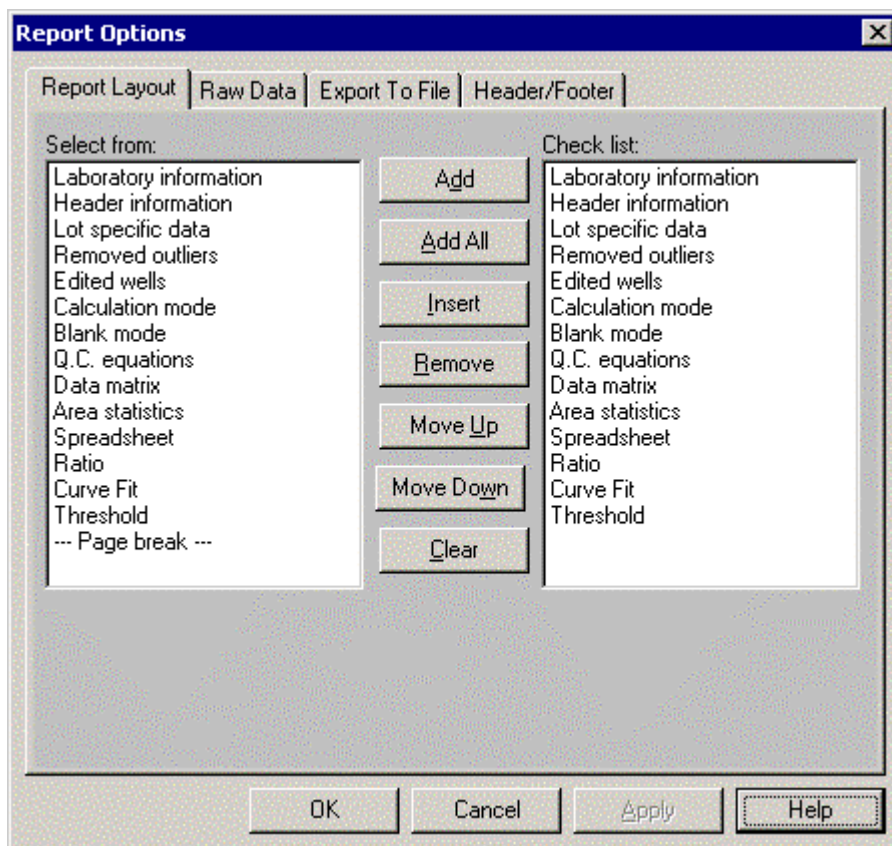 Report Options
Report Layout
Raw Data
Export To File
Header/Footer
Select from:
Laboratory information
Header information
Lot specific data
Removed outliers
Edited wells
Calculation mode
Blank mode
Q.C. equations
Data matrix
Area statistics
Spreadsheet
Ratio
Curve Fit
Threshold
--- Page break ---
Add
Add All
Insert
Remove
Move Up
Move Down
Clear
Check list:
Laboratory information
Header information
Lot specific data
Removed outliers
Edited wells
Calculation mode
Blank mode
Q.C. equations
Data matrix
Area statistics
Spreadsheet
Ratio
Curve Fit
Threshold
OK
Cancel
Apply
Help